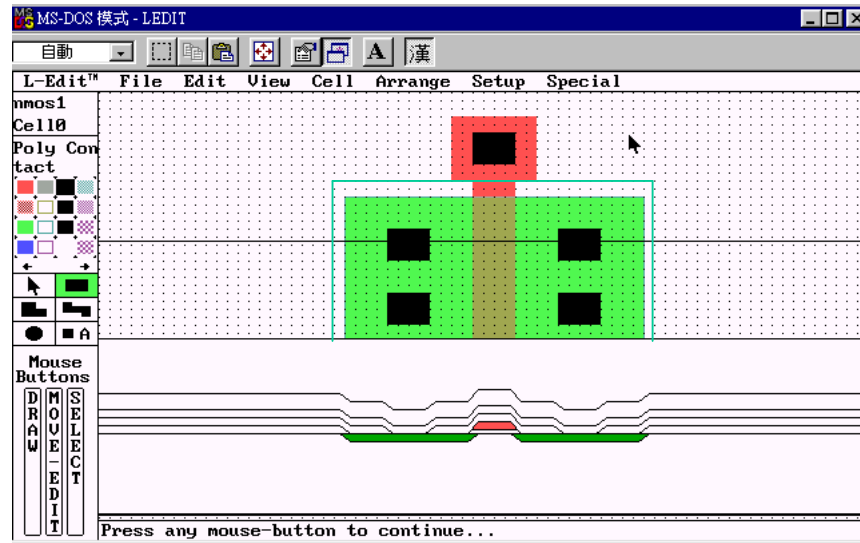 MS-DOS 模式 - LEDIT
自動
A
漢
L-Edit™ File Edit View Cell Arrange Setup Special
nmos1
Cell0
Poly Con
tact
A
Mouse
Buttons
DRAW
MOVE-EDIT
SELECT
Press any mouse-button to continue...